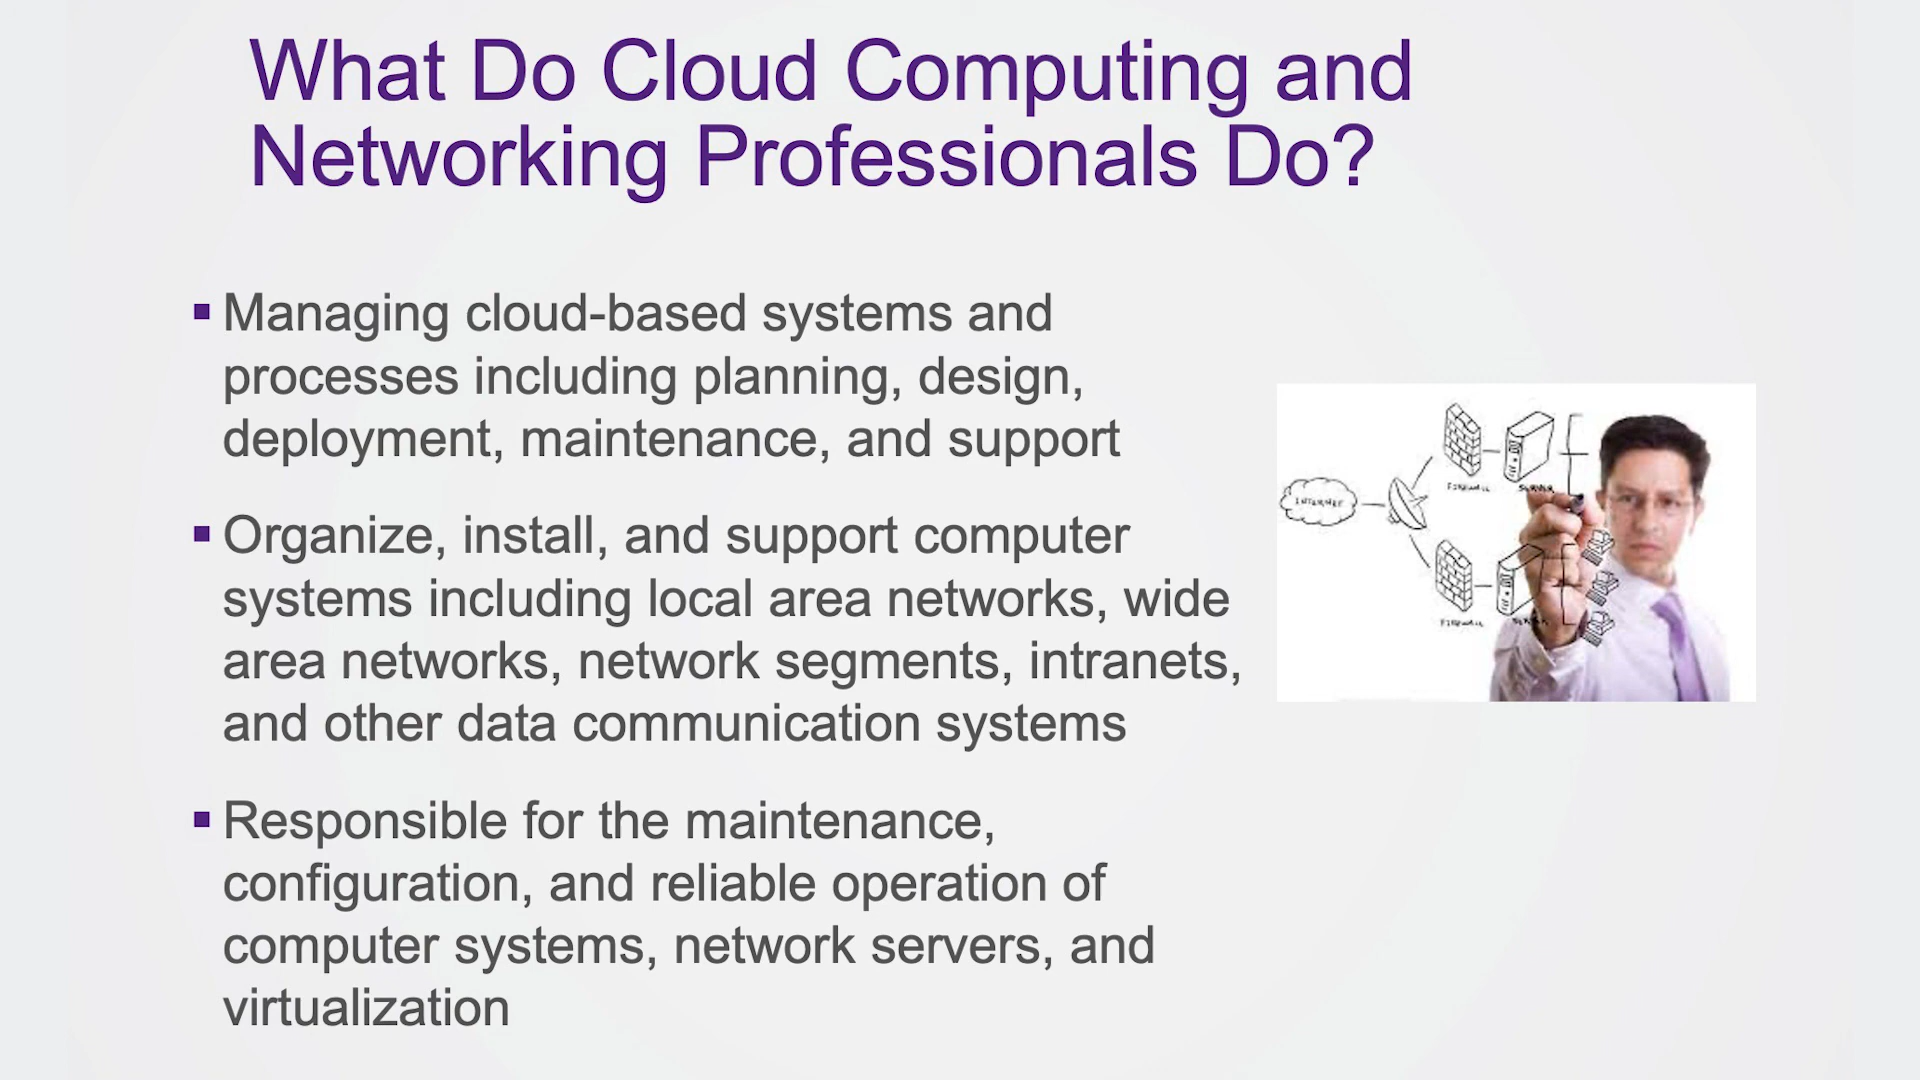 What Do Cloud Computing and
Networking Professionals Do?
▪ Managing cloud-based systems and
processes including planning, design,
deployment, maintenance, and support
▪ Organize, install, and support computer
systems including local area networks, wide
area networks, network segments, intranets,
and other data communication systems
▪ Responsible for the maintenance,
configuration, and reliable operation of
computer systems, network servers, and
virtualization
INTERNET
FIREWALL
SERVER
FIREWALL
SERVER